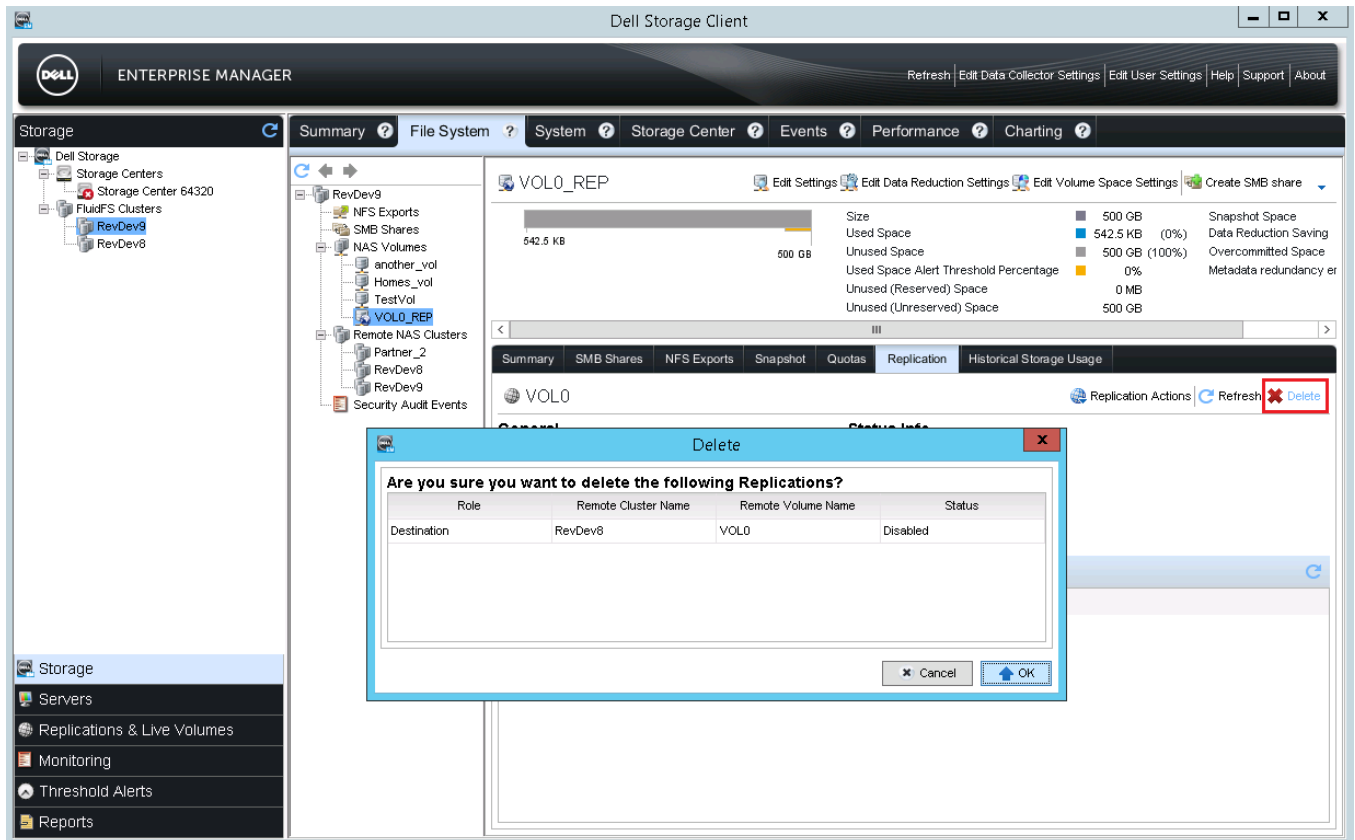 Dell Storage Client
DELL
ENTERPRISE MANAGER
Refresh Edit Data Collector Settings Edit User Settings Help Support About
Storage
Dell Storage
Storage Centers
Storage Center 64320
FluidFS Clusters
RevDev9
RevDev8
Storage
Servers
Replications & Live Volumes
Monitoring
Threshold Alerts
Reports
Summary ? File System ? System ? Storage Center ? Events ? Performance ? Charting ?
RevDev9
NFS Exports
SMB Shares
NAS Volumes
another_vol
Homes_vol
TestVol
VOL0_REP
Remote NAS Clusters
Partner_2
RevDev8
RevDev9
Security Audit Events
VOL0_REP
Edit Settings Edit Data Reduction Settings Edit Volume Space Settings Create SMB share
542.5 KB
500 GB
Size 500 GB Snapshot Space
Used Space 542.5 KB (0%) Data Reduction Saving
Unused Space 500 GB (100%) Overcommitted Space
Used Space Alert Threshold Percentage 0% Metadata redundancy er
Unused (Reserved) Space 0 MB
Unused (Unreserved) Space 500 GB
Summary SMB Shares NFS Exports Snapshot Quotas Replication Historical Storage Usage
VOL0
Replication Actions Refresh Delete
General Status Info
Delete
Are you sure you want to delete the following Replications?
Role Remote Cluster Name Remote Volume Name Status
Destination RevDev8 VOL0 Disabled
Cancel OK